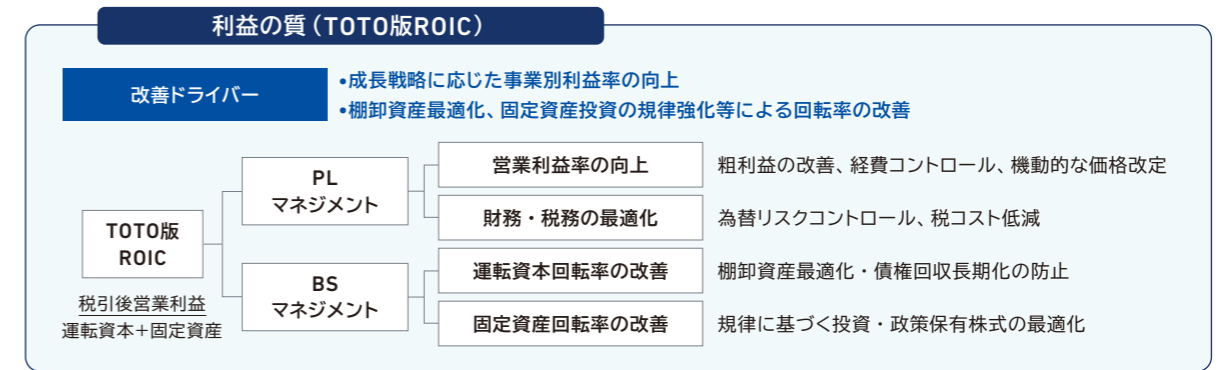 利益の質（TOTO版ROIC）
改善ドライバー
•成長戦略に応じた事業別利益率の向上
•棚卸資産最適化、固定資産投資の規律強化等による回転率の改善
TOTO版
ROIC
税引後営業利益
運転資本＋固定資産
PL
マネジメント
営業利益率の向上
粗利益の改善、経費コントロール、機動的な価格改定
財務・税務の最適化
為替リスクコントロール、税コスト低減
BS
マネジメント
運転資本回転率の改善
棚卸資産最適化・債権回収長期化の防止
固定資産回転率の改善
規律に基づく投資・政策保有株式の最適化